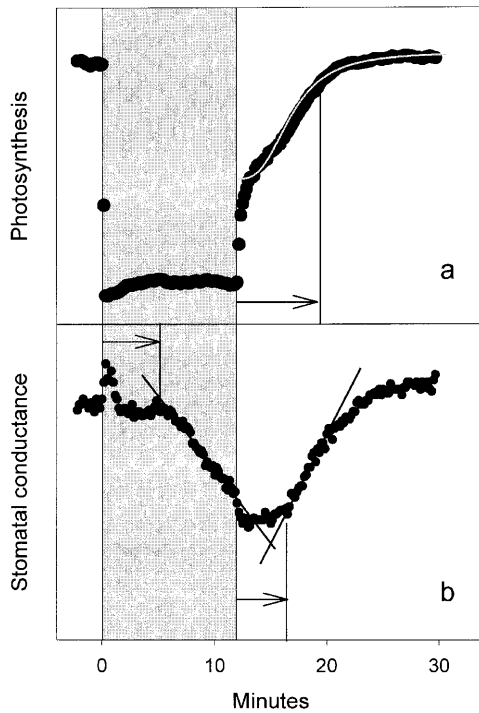 Photosynthesis
a
Stomatal conductance
b
0 10 20 30
Minutes